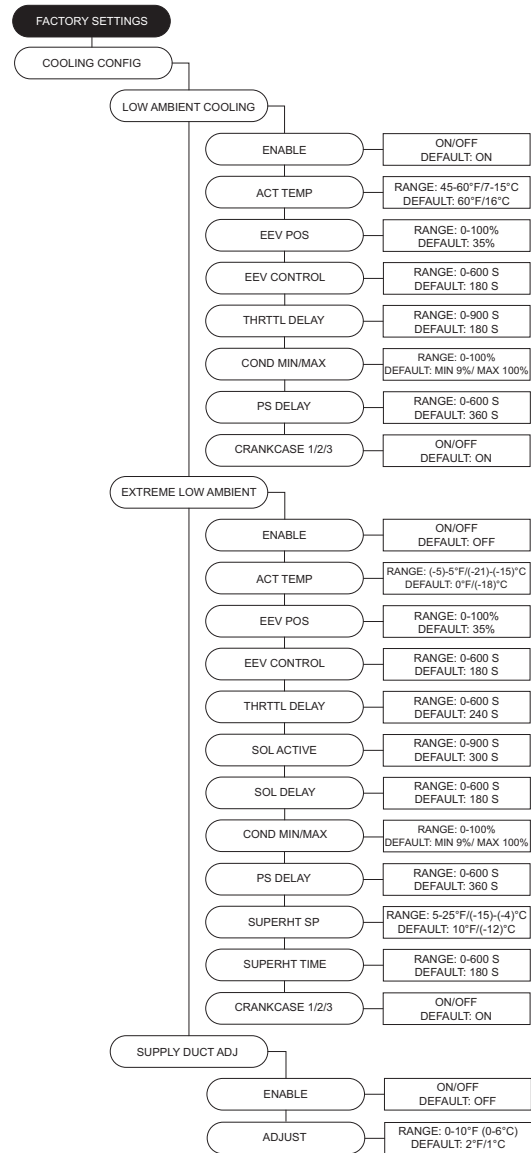 FACTORY SETTINGS
COOLING CONFIG
LOW AMBIENT COOLING
ENABLE
ON/OFF
DEFAULT: ON
ACT TEMP
RANGE: 45-60°F/7-15°C
DEFAULT: 60°F/16°C
EEV POS
RANGE: 0-100%
DEFAULT: 35%
EEV CONTROL
RANGE: 0-600 S
DEFAULT: 180 S
THRTTL DELAY
RANGE: 0-900 S
DEFAULT: 180 S
COND MIN/MAX
RANGE: 0-100%
DEFAULT: MIN 9%/ MAX 100%
PS DELAY
RANGE: 0-600 S
DEFAULT: 360 S
CRANKCASE 1/2/3
ON/OFF
DEFAULT: ON
EXTREME LOW AMBIENT
ENABLE
ON/OFF
DEFAULT: OFF
ACT TEMP
RANGE: (-5)-5°F/(-21)-(-15)°C
DEFAULT: 0°F/(-18)°C
EEV POS
RANGE: 0-100%
DEFAULT: 35%
EEV CONTROL
RANGE: 0-600 S
DEFAULT: 180 S
THRTTL DELAY
RANGE: 0-600 S
DEFAULT: 240 S
SOL ACTIVE
RANGE: 0-900 S
DEFAULT: 300 S
SOL DELAY
RANGE: 0-600 S
DEFAULT: 180 S
COND MIN/MAX
RANGE: 0-100%
DEFAULT: MIN 9%/ MAX 100%
PS DELAY
RANGE: 0-600 S
DEFAULT: 360 S
SUPERHT SP
RANGE: 5-25°F/(-15)-(-4)°C
DEFAULT: 10°F/(-12)°C
SUPERHT TIME
RANGE: 0-600 S
DEFAULT: 180 S
CRANKCASE 1/2/3
ON/OFF
DEFAULT: ON
SUPPLY DUCT ADJ
ENABLE
ON/OFF
DEFAULT: OFF
ADJUST
RANGE: 0-10°F (0-6°C)
DEFAULT: 2°F/1°C